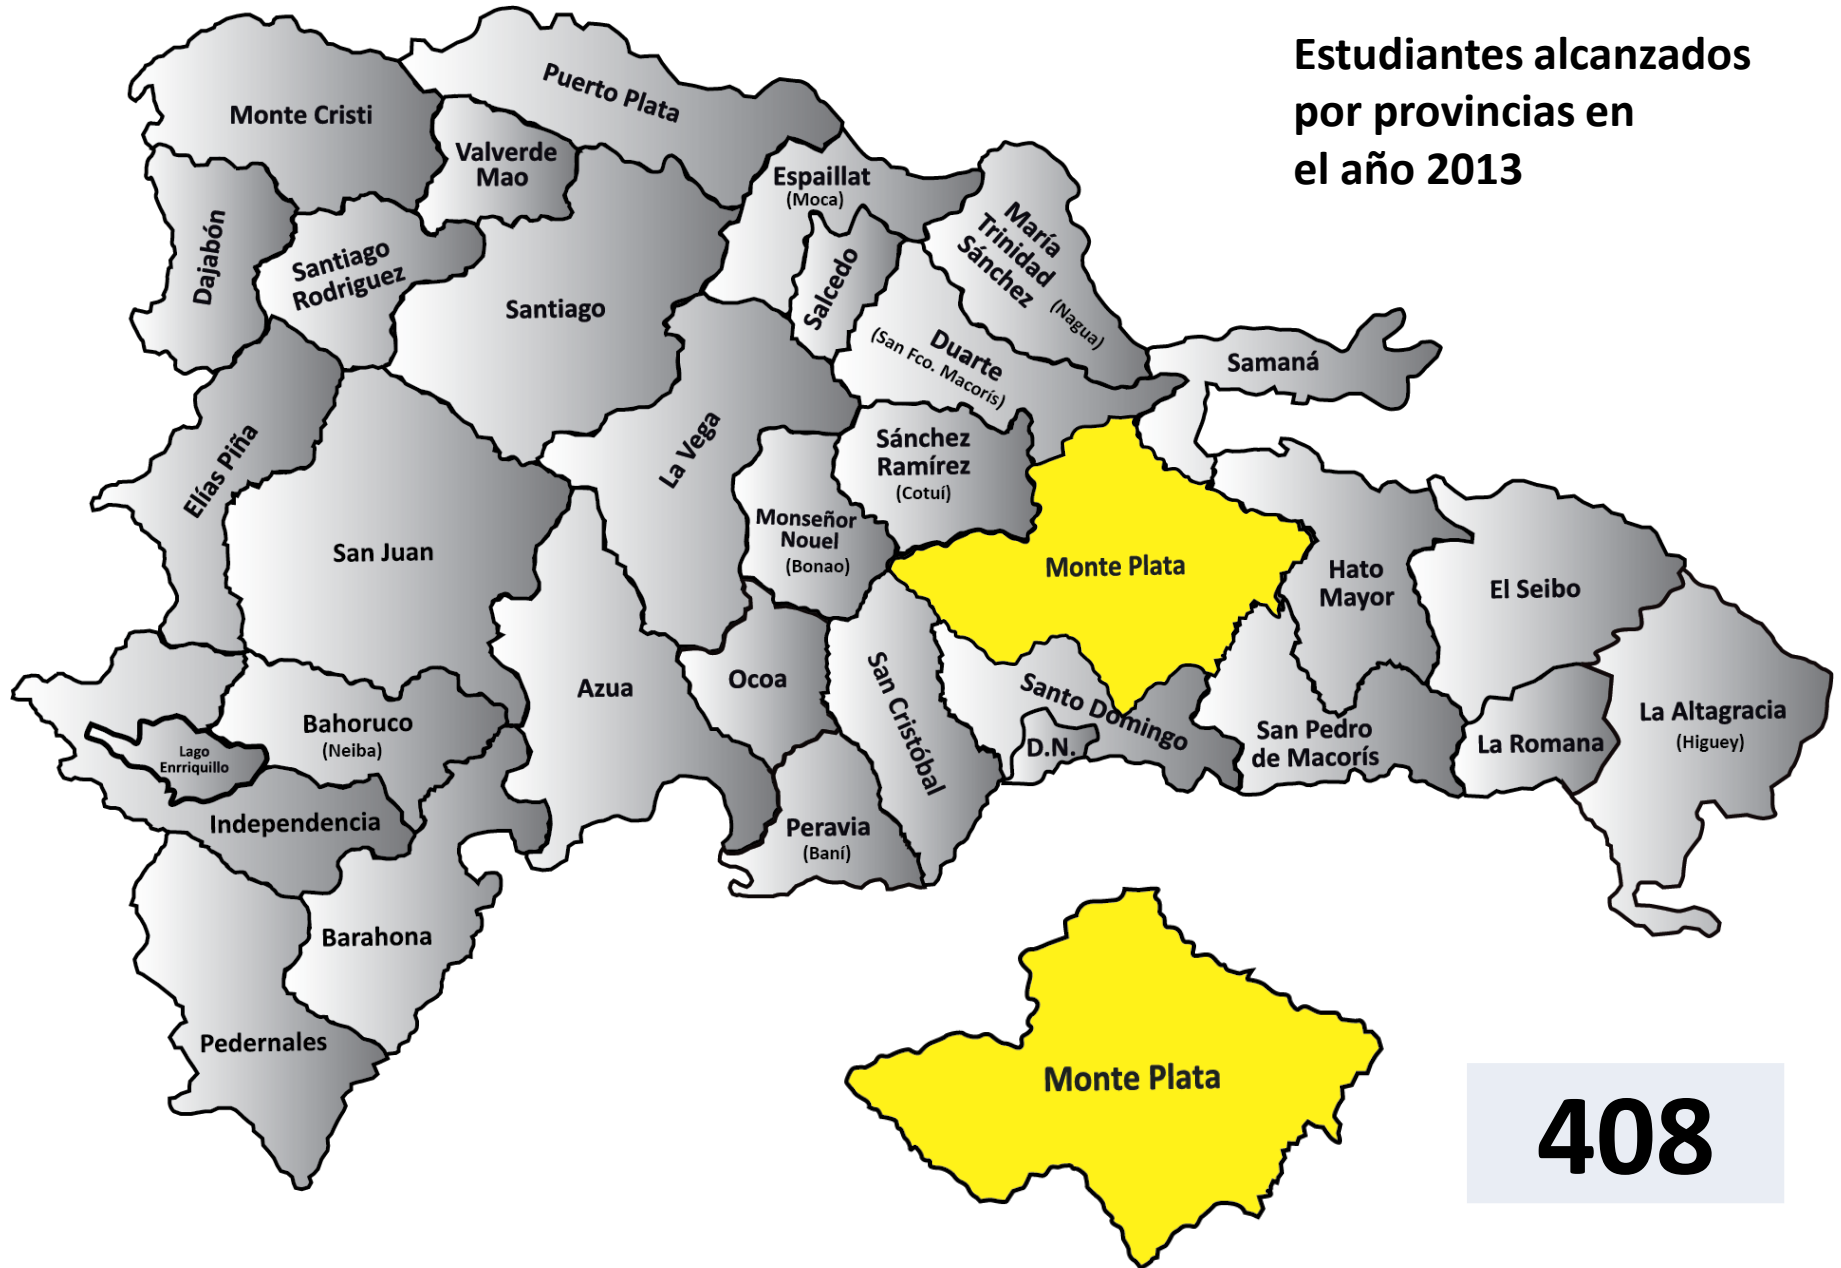 Estudiantes alcanzados
por provincias en
el año 2013
Puerto Plata
Monte Cristi
Valverde
Mao
Espaillat
(Moca)
María
Trinidad
Sánchez
(Nagua)
Dajabón
Santiago
Rodriguez
Salcedo
Santiago
Duarte
(San Fco. Macorís)
Samaná
Elías Piña
La Vega
Sánchez
Ramírez
(Cotuí)
Monseñor
Nouel
(Bonao)
San Juan
Monte Plata
Hato
Mayor
El Seibo
Azua
Ocoa
San Cristóbal
Santo Domingo
D.N.
San Pedro
de Macorís
La Romana
La Altagracia
(Higuey)
Bahoruco
(Neiba)
Lago
Enrriquillo
Independencia
Peravia
(Baní)
Barahona
Pedernales
Monte Plata
408